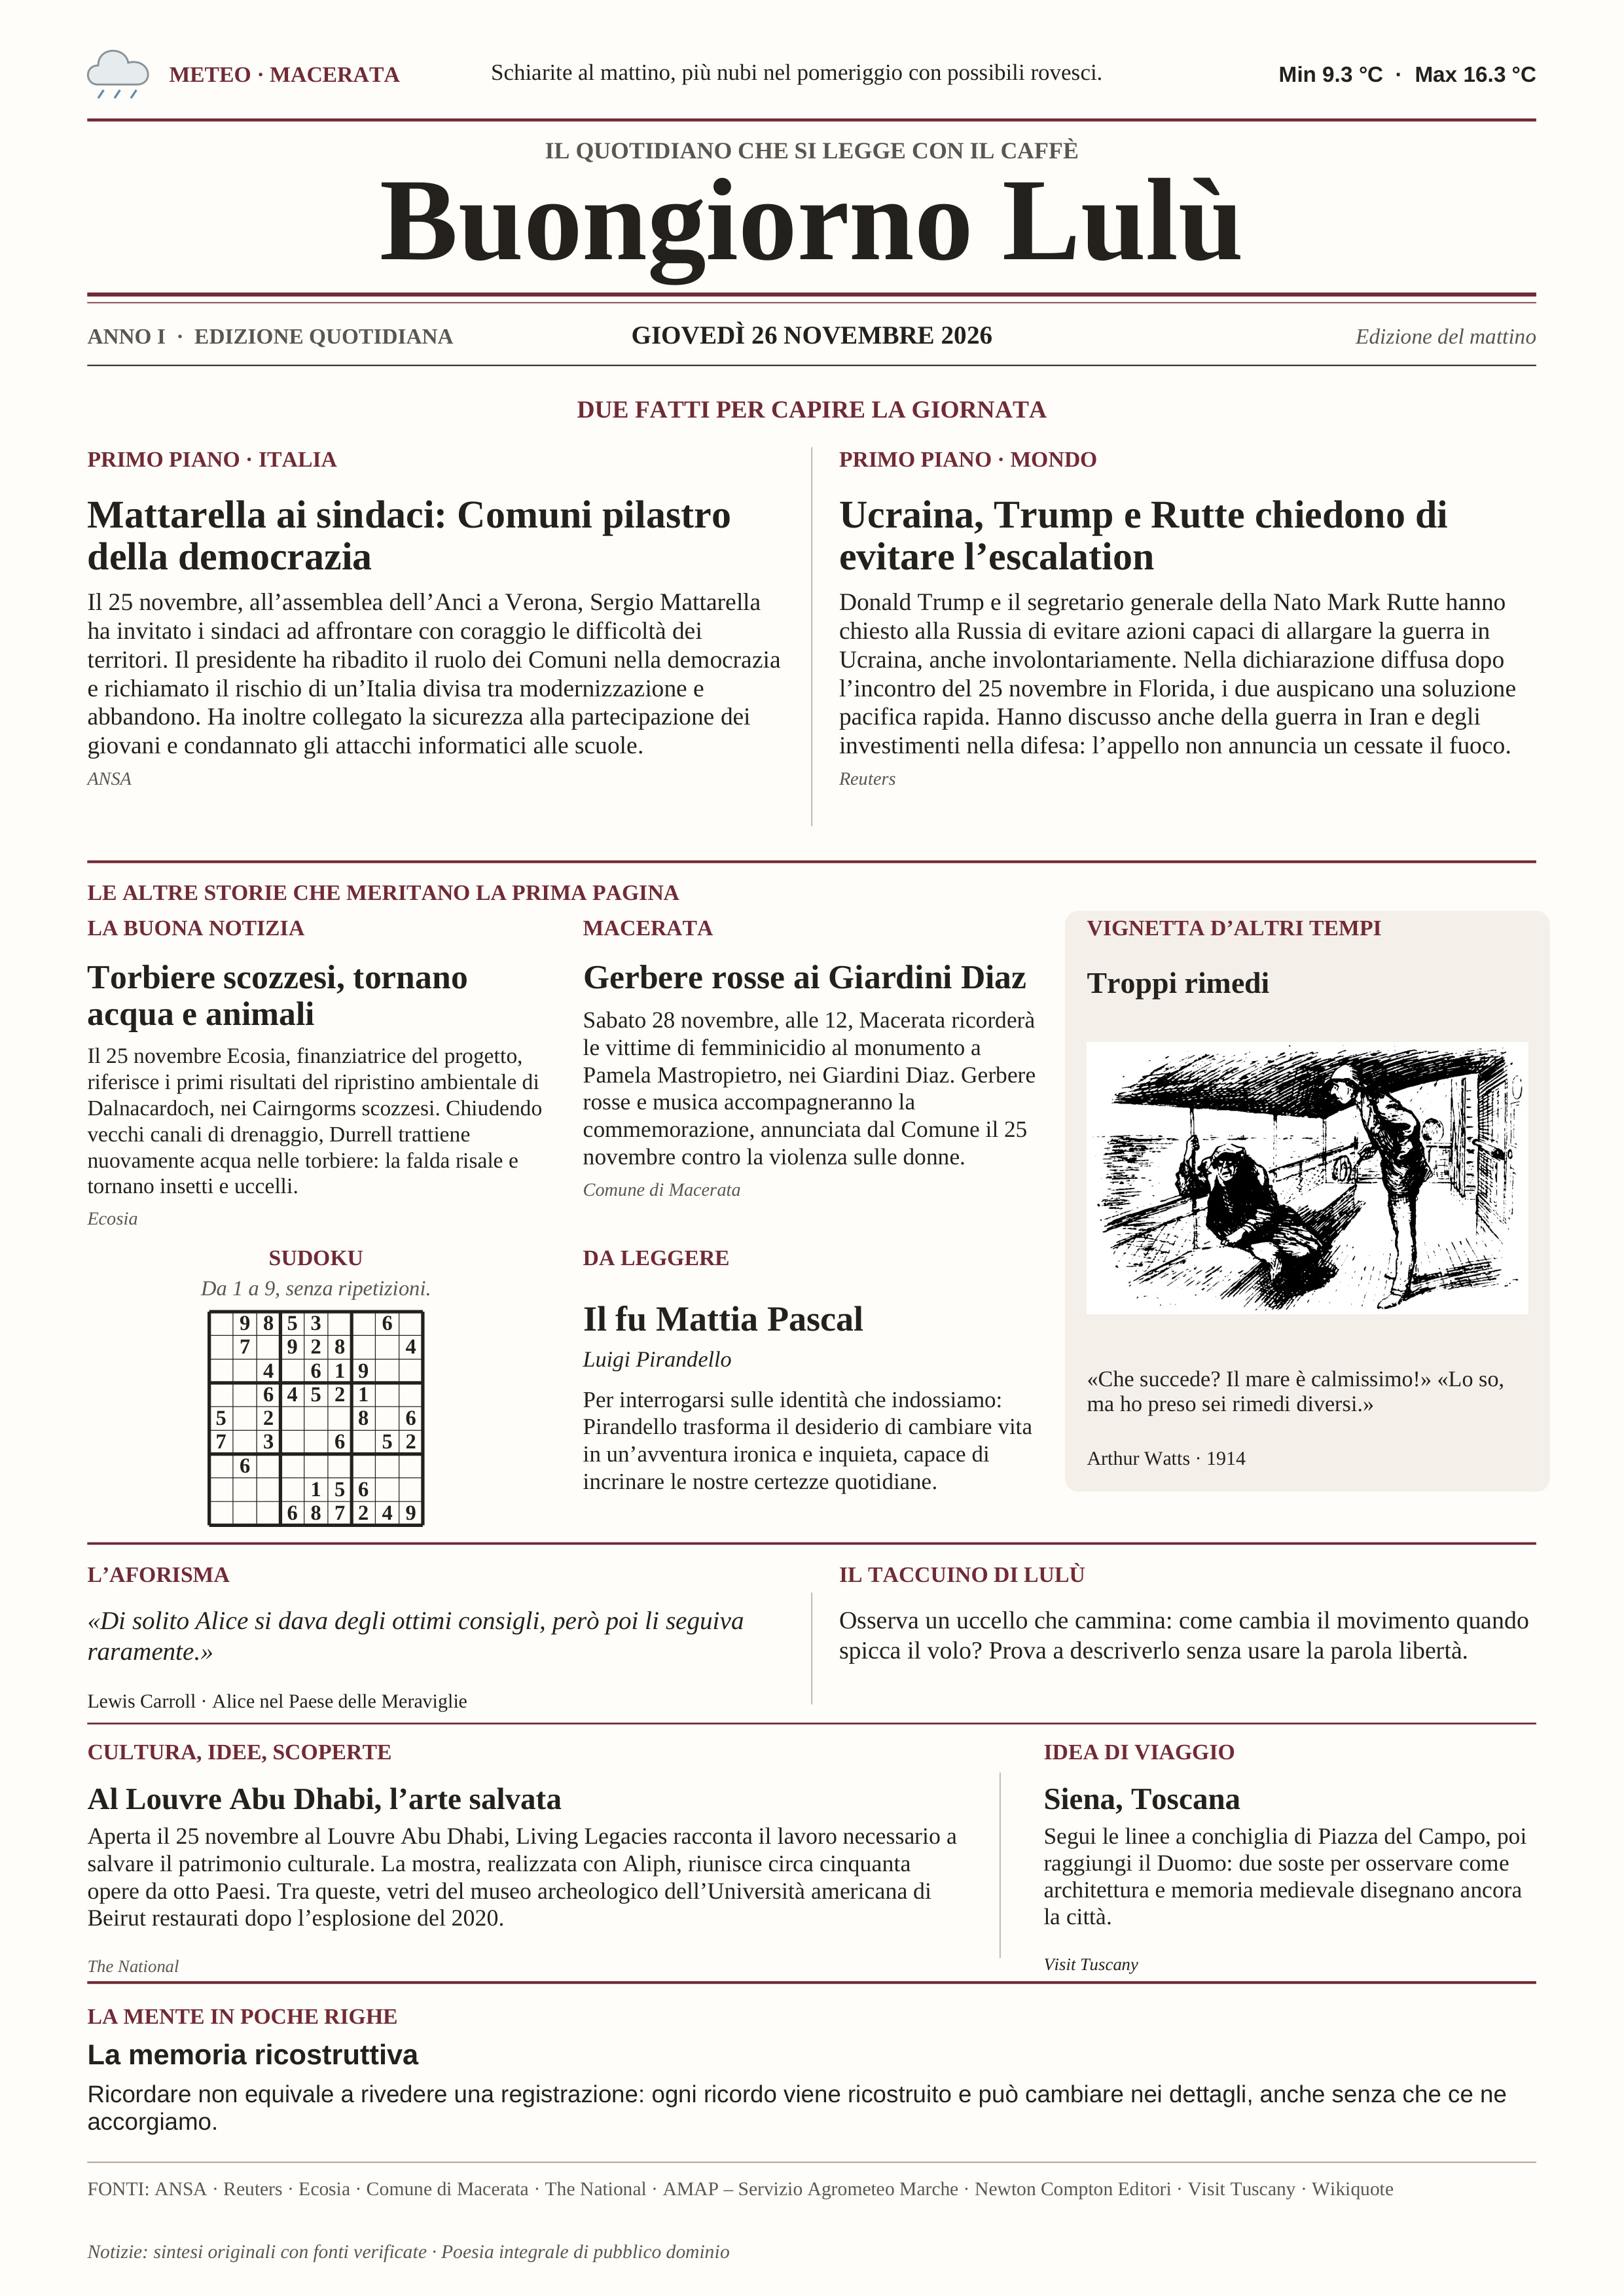 METEO · MACERATA
Schiarite al mattino, più nubi nel pomeriggio con possibili rovesci.
Min 9.3 °C · Max 16.3 °C
IL QUOTIDIANO CHE SI LEGGE CON IL CAFFÈ
Buongiorno Lulù
ANNO I · EDIZIONE QUOTIDIANA
GIOVEDÌ 26 NOVEMBRE 2026
Edizione del mattino
DUE FATTI PER CAPIRE LA GIORNATA
PRIMO PIANO · ITALIA
Mattarella ai sindaci: Comuni pilastro
della democrazia
Il 25 novembre, all’assemblea dell’Anci a Verona, Sergio Mattarella
ha invitato i sindaci ad affrontare con coraggio le difficoltà dei
territori. Il presidente ha ribadito il ruolo dei Comuni nella democrazia
e richiamato il rischio di un’Italia divisa tra modernizzazione e
abbandono. Ha inoltre collegato la sicurezza alla partecipazione dei
giovani e condannato gli attacchi informatici alle scuole.
ANSA
PRIMO PIANO · MONDO
Ucraina, Trump e Rutte chiedono di
evitare l’escalation
Donald Trump e il segretario generale della Nato Mark Rutte hanno
chiesto alla Russia di evitare azioni capaci di allargare la guerra in
Ucraina, anche involontariamente. Nella dichiarazione diffusa dopo
l’incontro del 25 novembre in Florida, i due auspicano una soluzione
pacifica rapida. Hanno discusso anche della guerra in Iran e degli
investimenti nella difesa: l’appello non annuncia un cessate il fuoco.
Reuters
LE ALTRE STORIE CHE MERITANO LA PRIMA PAGINA
LA BUONA NOTIZIA
Torbiere scozzesi, tornano
acqua e animali
Il 25 novembre Ecosia, finanziatrice del progetto,
riferisce i primi risultati del ripristino ambientale di
Dalnacardoch, nei Cairngorms scozzesi. Chiudendo
vecchi canali di drenaggio, Durrell trattiene
nuovamente acqua nelle torbiere: la falda risale e
tornano insetti e uccelli.
Ecosia
MACERATA
Gerbere rosse ai Giardini Diaz
Sabato 28 novembre, alle 12, Macerata ricorderà
le vittime di femminicidio al monumento a
Pamela Mastropietro, nei Giardini Diaz. Gerbere
rosse e musica accompagneranno la
commemorazione, annunciata dal Comune il 25
novembre contro la violenza sulle donne.
Comune di Macerata
VIGNETTA D’ALTRI TEMPI
Troppi rimedi
«Che succede? Il mare è calmissimo!» «Lo so,
ma ho preso sei rimedi diversi.»
Arthur Watts · 1914
SUDOKU
Da 1 a 9, senza ripetizioni.
9 8 5 3 6
7 9 2 8 4
4 6 1 9
6 4 5 2 1
5 2 8 6
7 3 6 5 2
6
1 5 6
6 8 7 2 4 9
DA LEGGERE
Il fu Mattia Pascal
Luigi Pirandello
Per interrogarsi sulle identità che indossiamo:
Pirandello trasforma il desiderio di cambiare vita
in un’avventura ironica e inquieta, capace di
incrinare le nostre certezze quotidiane.
L’AFORISMA
«Di solito Alice si dava degli ottimi consigli, però poi li seguiva
raramente.»
Lewis Carroll · Alice nel Paese delle Meraviglie
IL TACCUINO DI LULÙ
Osserva un uccello che cammina: come cambia il movimento quando
spicca il volo? Prova a descriverlo senza usare la parola libertà.
CULTURA, IDEE, SCOPERTE
Al Louvre Abu Dhabi, l’arte salvata
Aperta il 25 novembre al Louvre Abu Dhabi, Living Legacies racconta il lavoro necessario a
salvare il patrimonio culturale. La mostra, realizzata con Aliph, riunisce circa cinquanta
opere da otto Paesi. Tra queste, vetri del museo archeologico dell’Università americana di
Beirut restaurati dopo l’esplosione del 2020.
The National
IDEA DI VIAGGIO
Siena, Toscana
Segui le linee a conchiglia di Piazza del Campo, poi
raggiungi il Duomo: due soste per osservare come
architettura e memoria medievale disegnano ancora
la città.
Visit Tuscany
LA MENTE IN POCHE RIGHE
La memoria ricostruttiva
Ricordare non equivale a rivedere una registrazione: ogni ricordo viene ricostruito e può cambiare nei dettagli, anche senza che ce ne
accorgiamo.
FONTI: ANSA · Reuters · Ecosia · Comune di Macerata · The National · AMAP – Servizio Agrometeo Marche · Newton Compton Editori · Visit Tuscany · Wikiquote
Notizie: sintesi originali con fonti verificate · Poesia integrale di pubblico dominio